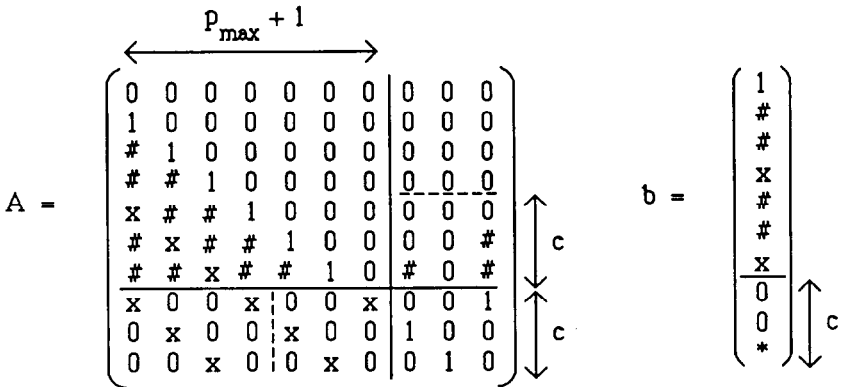 p_max + 1
0 0 0 0 0 0 0 0 0 0
1 0 0 0 0 0 0 0 0 0
# 1 0 0 0 0 0 0 0 0
# # 1 0 0 0 0 0 0 0
x # # 1 0 0 0 0 0 0
# x # # 1 0 0 0 0 #
# # x # # 1 0 # 0 #
x 0 0 x 0 0 x 0 0 1
0 x 0 0 x 0 0 1 0 0
0 0 x 0 0 x 0 0 1 0
A =
c
c
b =
1
#
#
x
#
#
x
0
0
*
c